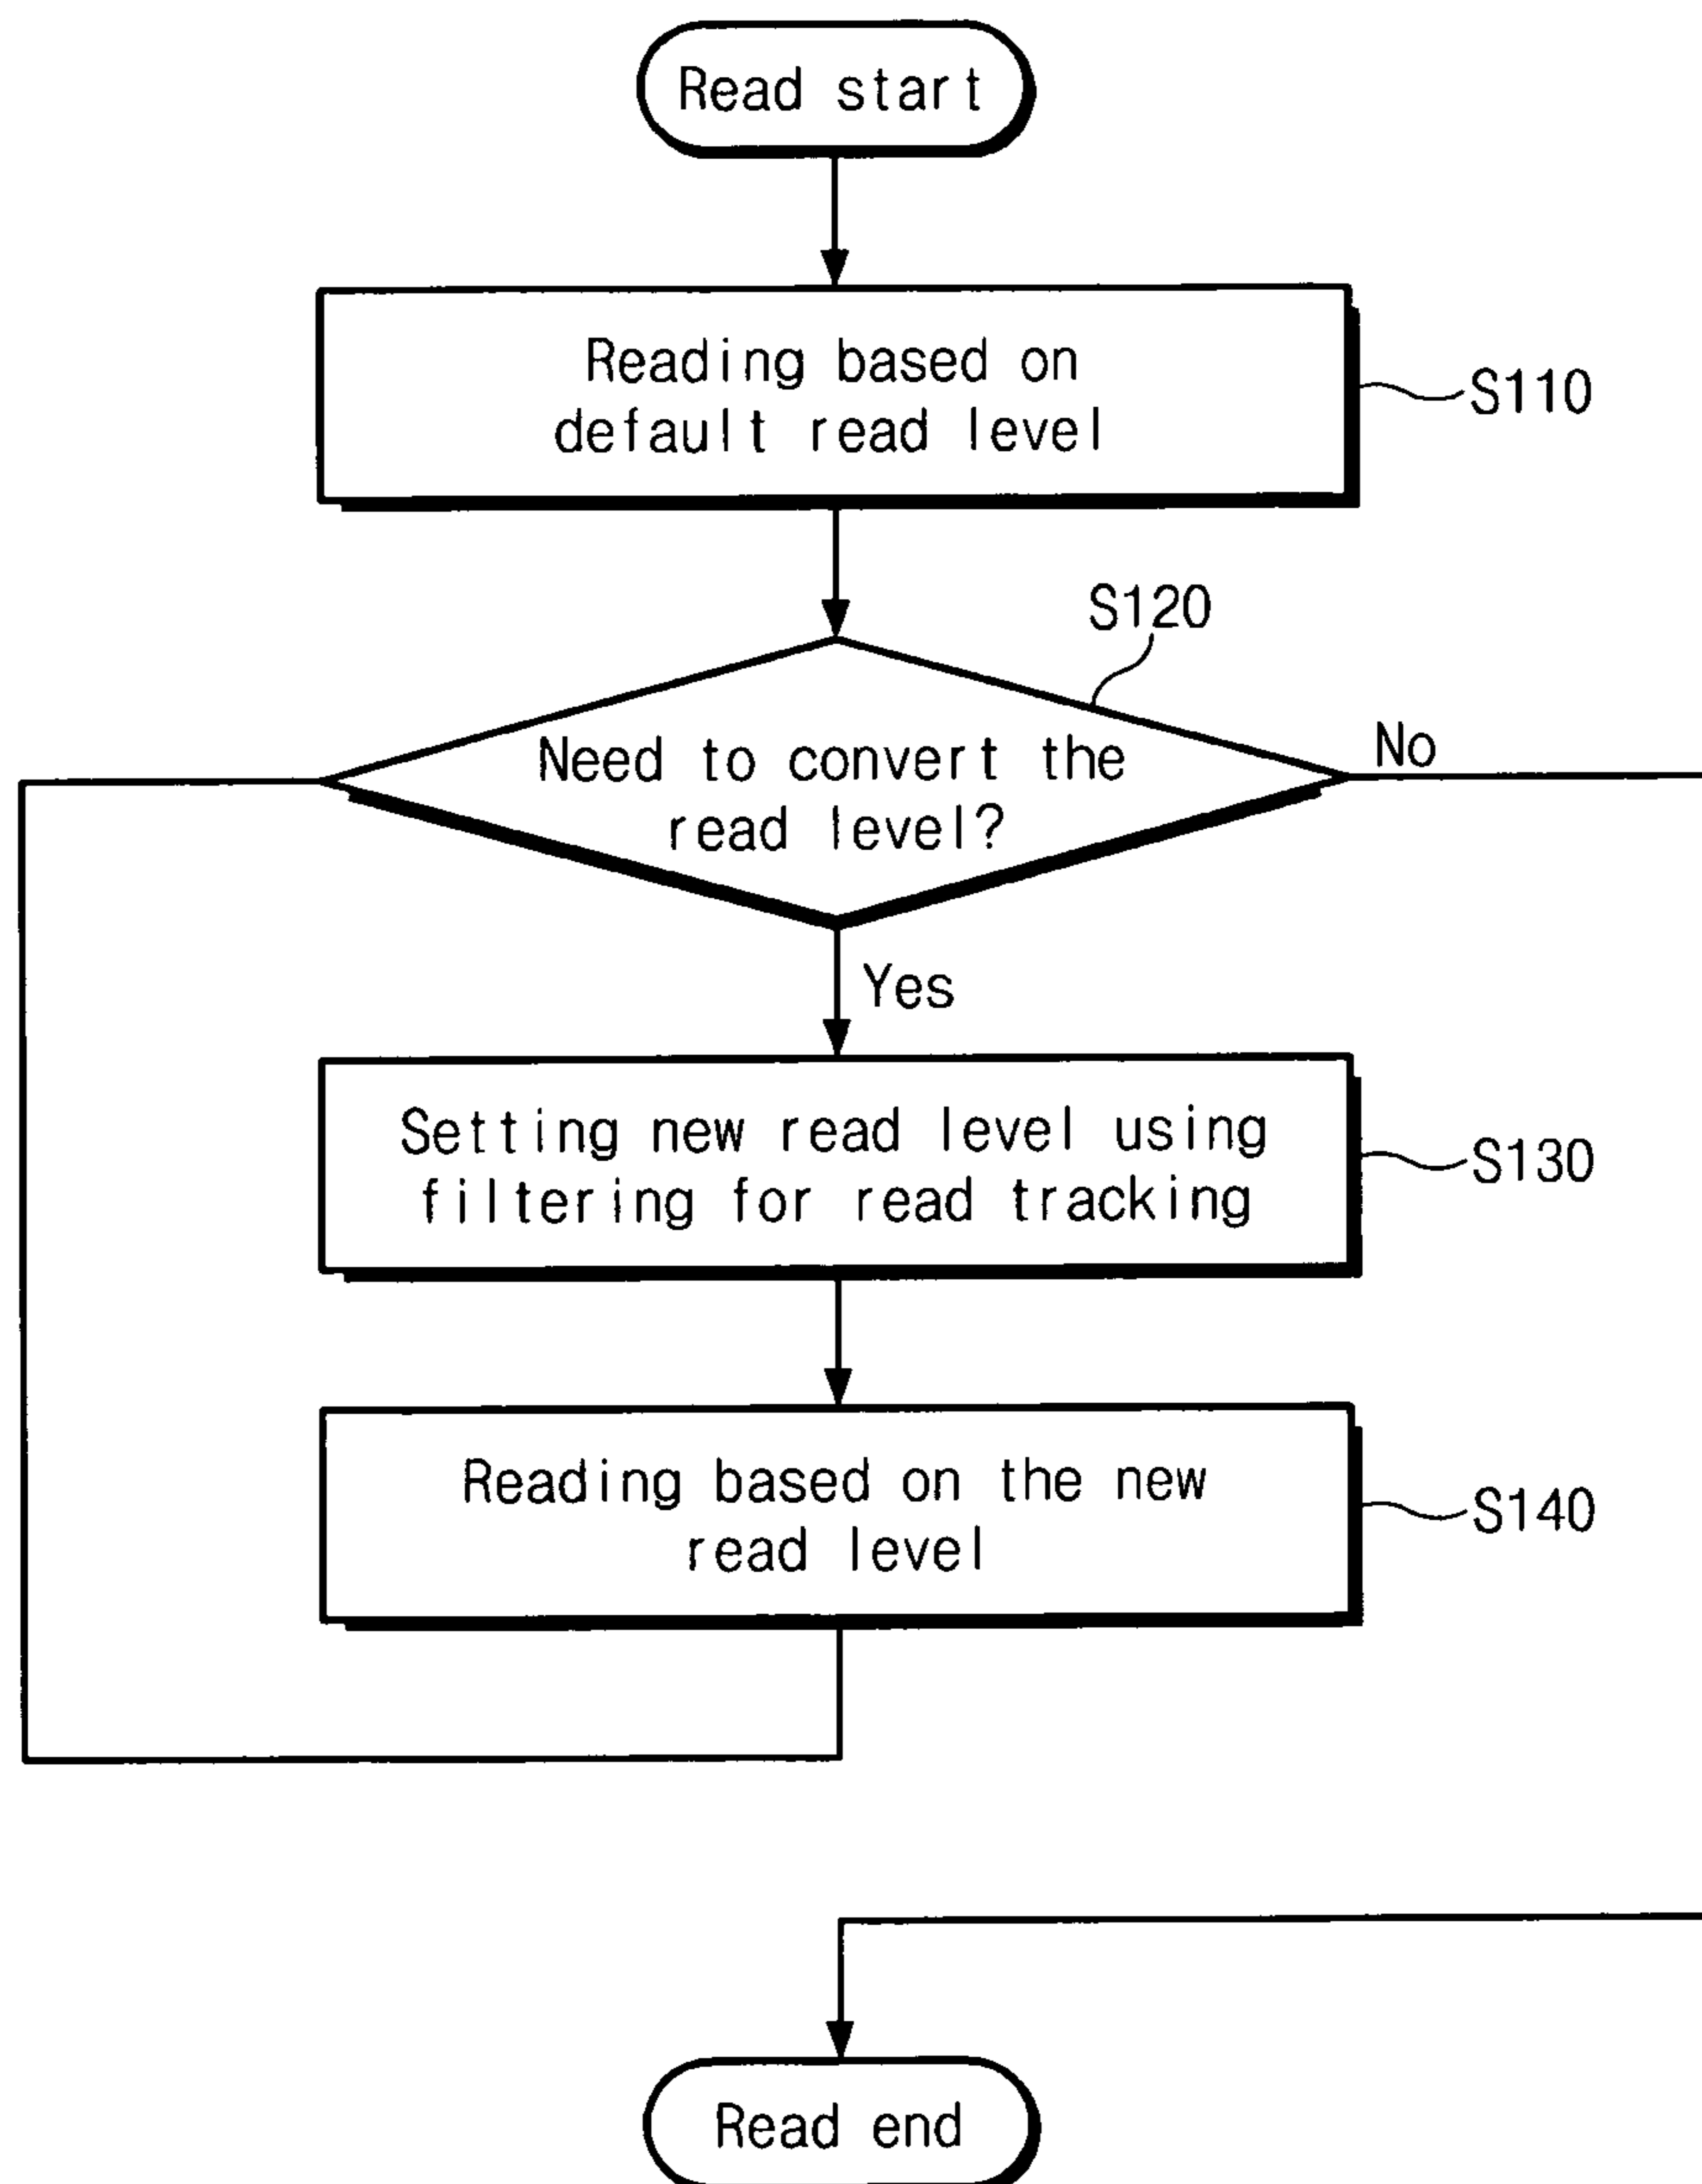 Read start
Reading based on
default read level
S110
S120
Need to convert the
read level?
No
Yes
Setting new read level using
filtering for read tracking
S130
Reading based on the new
read level
S140
Read end